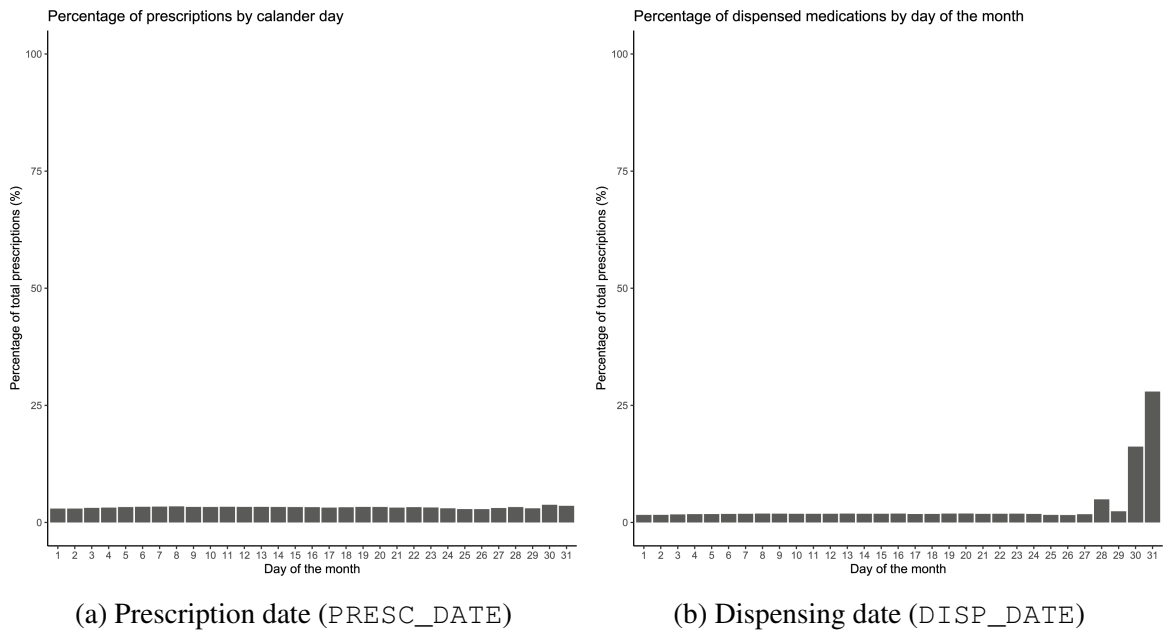 Percentage of prescriptions by calander day
Percentage of total prescriptions (%)
100
75
50
25
0
1 2 3 4 5 6 7 8 9 10 11 12 13 14 15 16 17 18 19 20 21 22 23 24 25 26 27 28 29 30 31
Day of the month
(a) Prescription date (PRESC_DATE)
Percentage of dispensed medications by day of the month
Percentage of total prescriptions (%)
100
75
50
25
0
1 2 3 4 5 6 7 8 9 10 11 12 13 14 15 16 17 18 19 20 21 22 23 24 25 26 27 28 29 30 31
Day of the month
(b) Dispensing date (DISP_DATE)